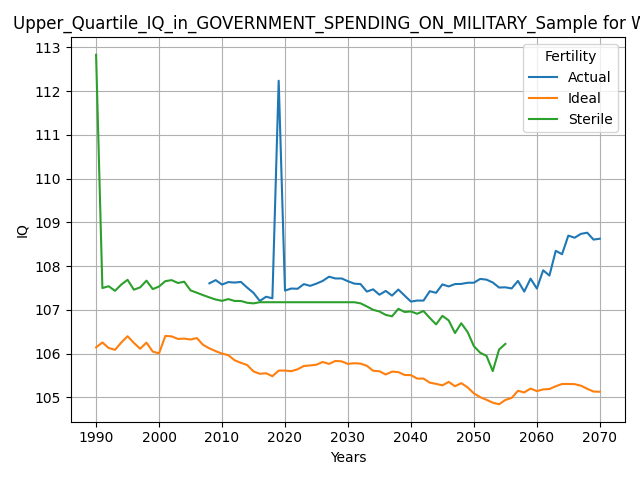 Upper_Quartile_IQ_in_GOVERNMENT_SPENDING_ON_MILITARY_Sample for W
113
112
111
110
109
108
107
106
105
IQ
Fertility
Actual
Ideal
Sterile
1990 2000 2010 2020 2030 2040 2050 2060 2070
Years